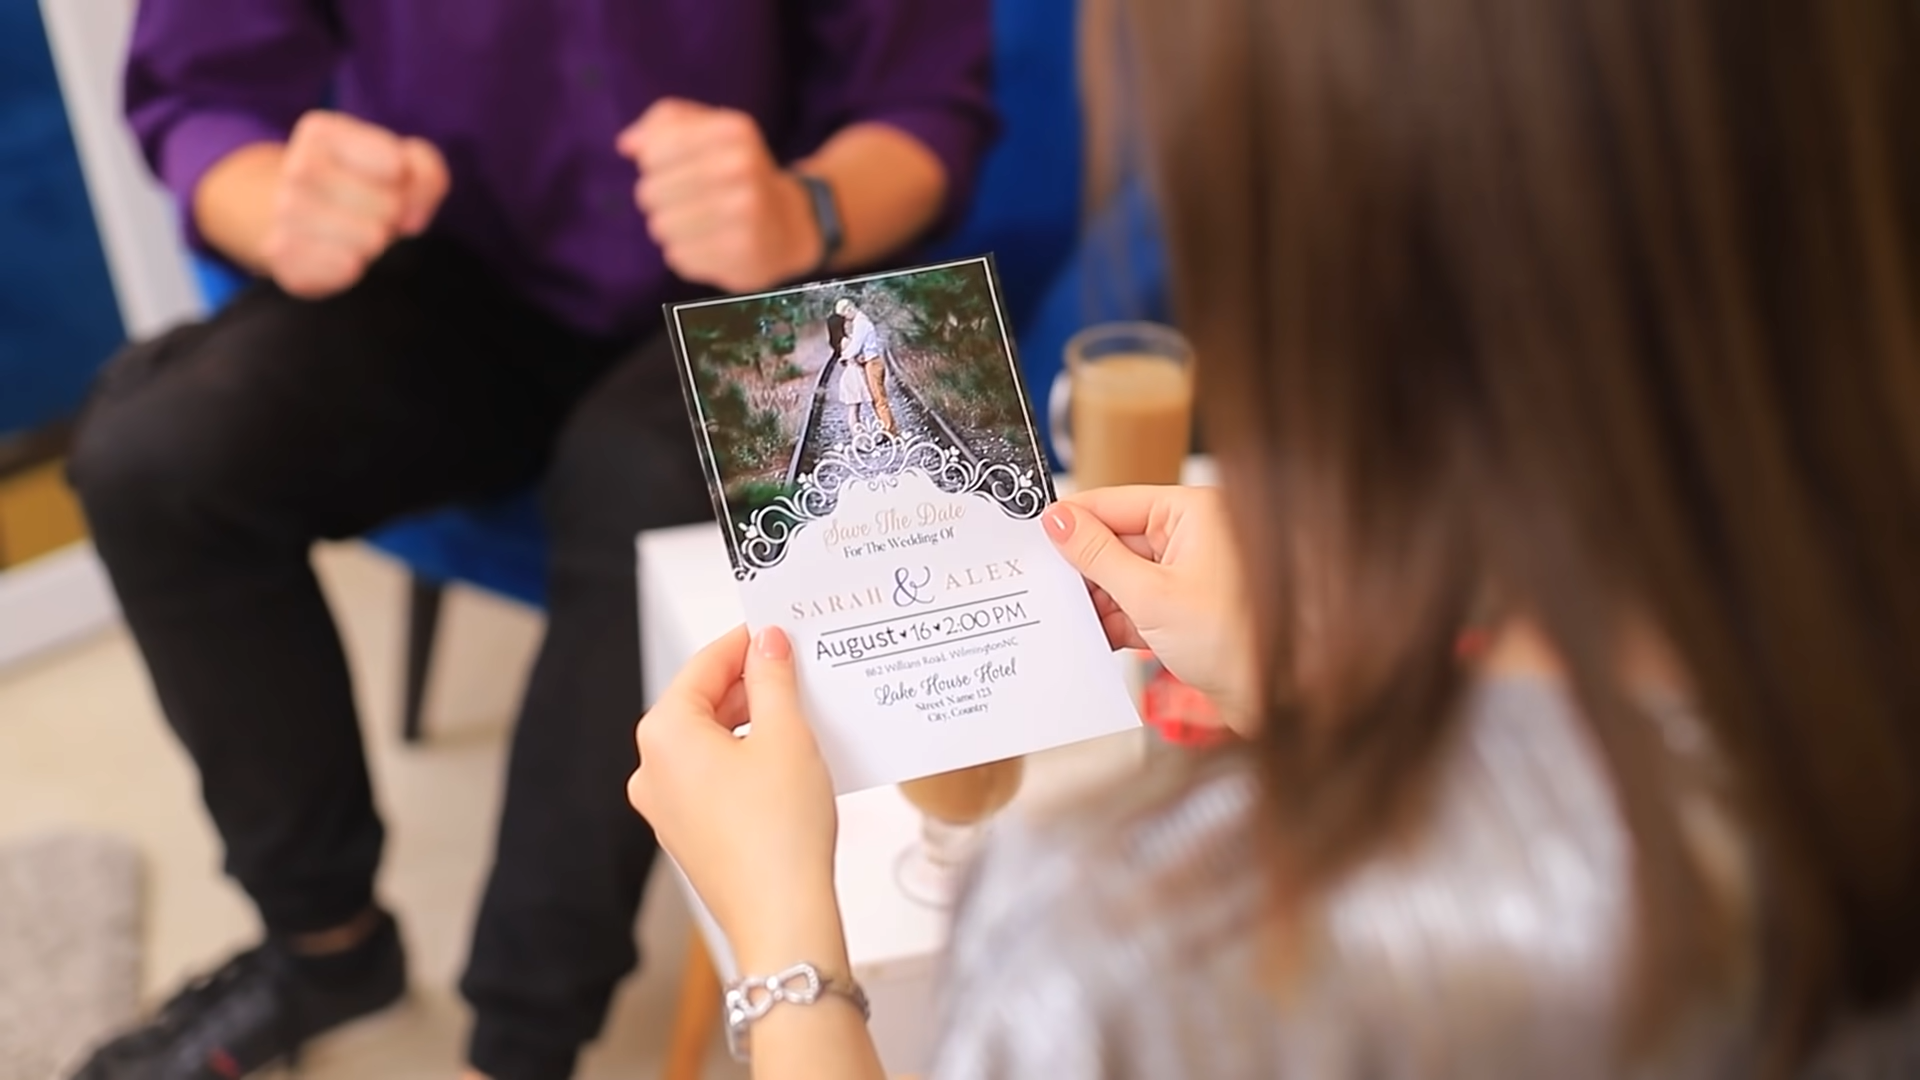 Save The Date
For The Wedding Of
SARAH & ALEX
August ♥ 16 ♥ 2:00 PM
862 Willians Road, Wilmington NC
Lake House Hotel
Street Name 123
City, Country